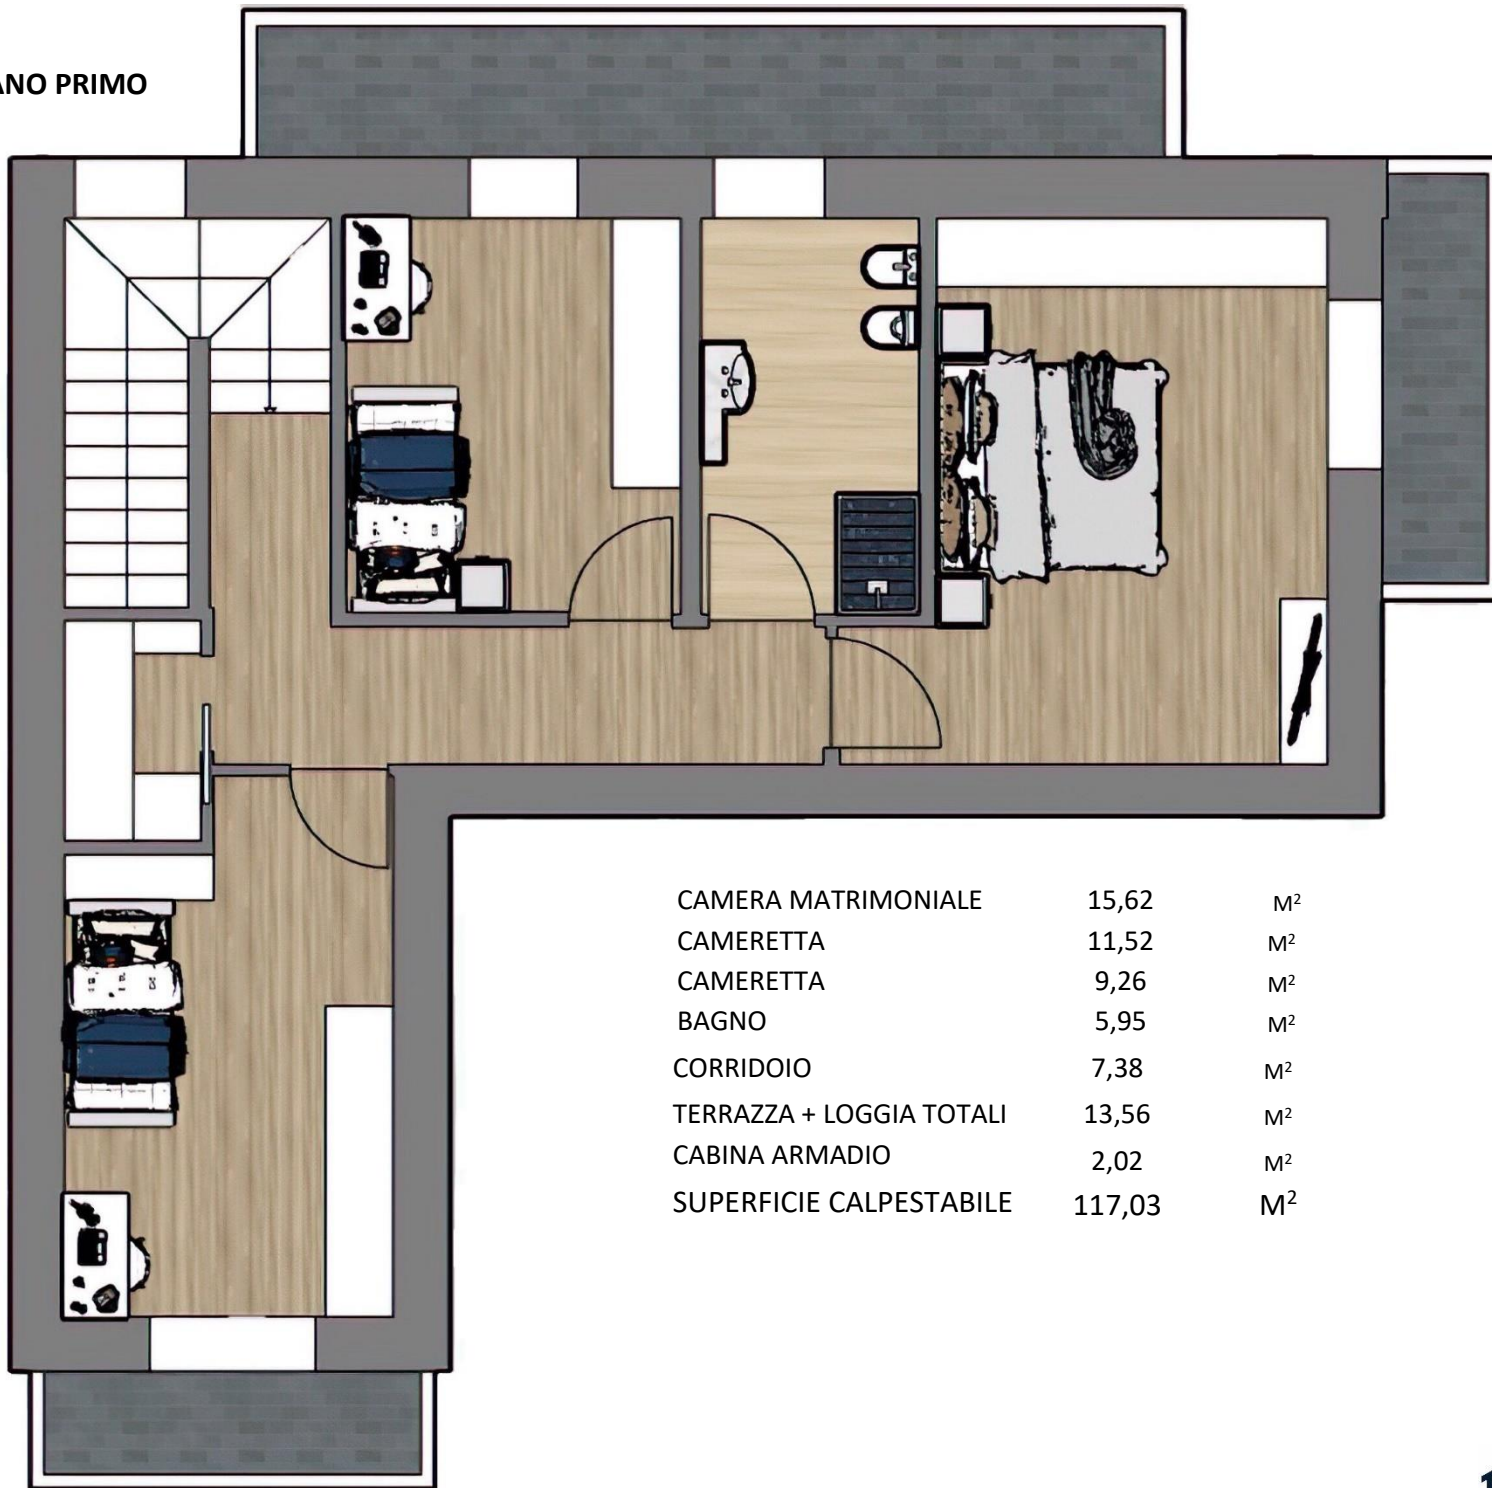 ANO PRIMO
CAMERA MATRIMONIALE 15,62 M²
CAMERETTA 11,52 M²
CAMERETTA 9,26 M²
BAGNO 5,95 M²
CORRIDOIO 7,38 M²
TERRAZZA + LOGGIA TOTALI 13,56 M²
CABINA ARMADIO 2,02 M²
SUPERFICIE CALPESTABILE 117,03 M²